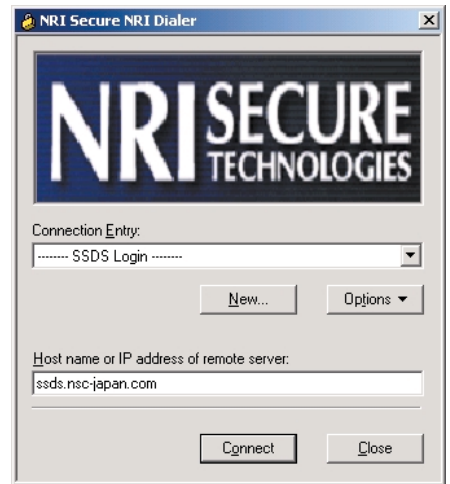 NRI Secure NRI Dialer
NRI SECURE TECHNOLOGIES
Connection Entry:
-------- SSDS Login --------
New...
Options
Host name or IP address of remote server:
ssds.nsc-japan.com
Connect
Close